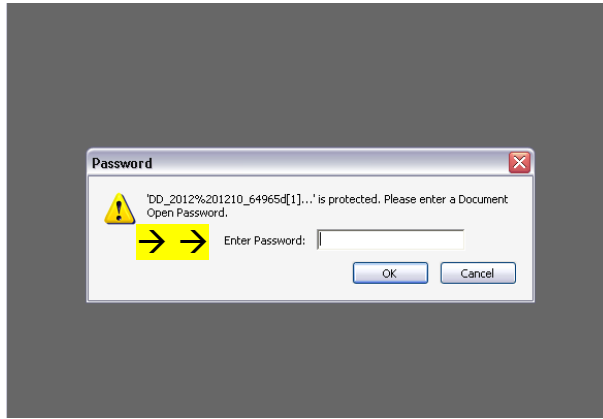 Password
'DD_2012%201210_64965d[1]...' is protected. Please enter a Document
Open Password.
→ → Enter Password:
OK Cancel